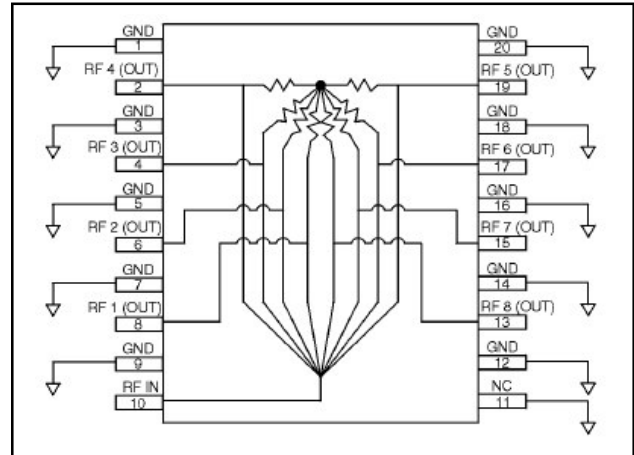 GND
1
RF 4 (OUT)
2
GND
3
RF 3 (OUT)
4
GND
5
RF 2 (OUT)
6
GND
7
RF 1 (OUT)
8
GND
9
RF IN
10
GND
20
RF 5 (OUT)
19
GND
18
RF 6 (OUT)
17
GND
16
RF 7 (OUT)
15
GND
14
RF 8 (OUT)
13
GND
12
NC
11